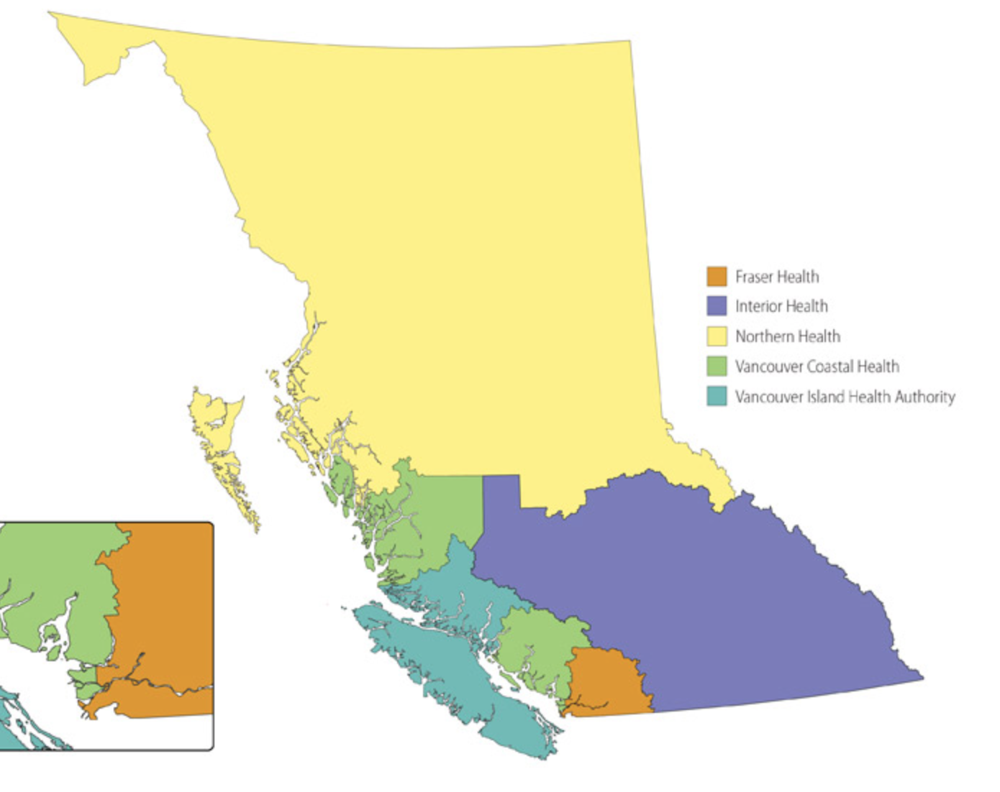 Fraser Health
Interior Health
Northern Health
Vancouver Coastal Health
Vancouver Island Health Authority